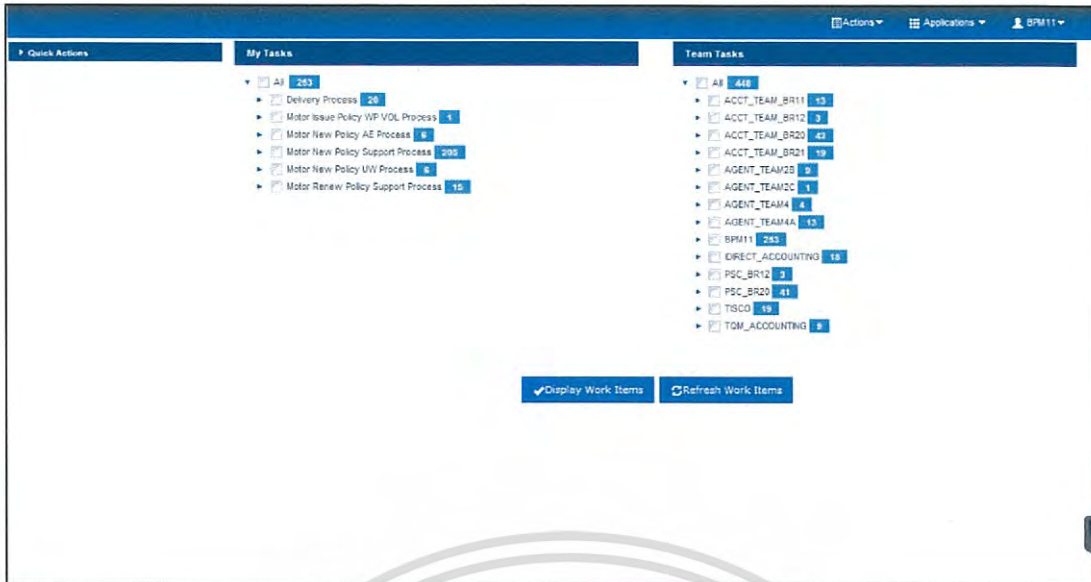 Actions Applications BPM11
Quick Actions
My Tasks
All 253
Delivery Process 20
Motor Issue Policy WP VOL Process 1
Motor New Policy AE Process 6
Motor New Policy Support Process 205
Motor New Policy UW Process 6
Motor Renew Policy Support Process 15
Team Tasks
All 448
ACCT_TEAM_BR11 13
ACCT_TEAM_BR12 3
ACCT_TEAM_BR20 43
ACCT_TEAM_BR21 19
AGENT_TEAM2B 9
AGENT_TEAM2C 1
AGENT_TEAM4 4
AGENT_TEAM4A 13
BPM11 253
IDIRECT_ACCOUNTING 18
PSC_BR12 3
PSC_BR20 41
TISCO 19
TQM_ACCOUNTING 9
Display Work Items Refresh Work Items